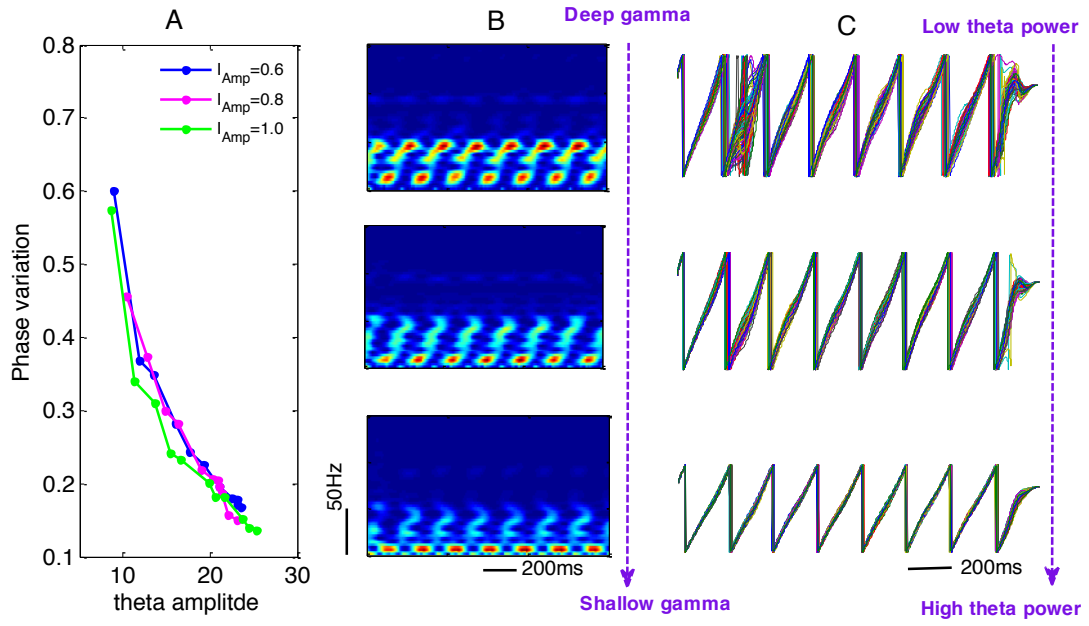 A
0.8
0.7
0.6
0.5
0.4
0.3
0.2
0.1
10
20
30
Phase variation
theta amplitde
I_Amp=0.6
I_Amp=0.8
I_Amp=1.0
B
Deep gamma
Shallow gamma
50Hz
200ms
C
Low theta power
High theta power
200ms